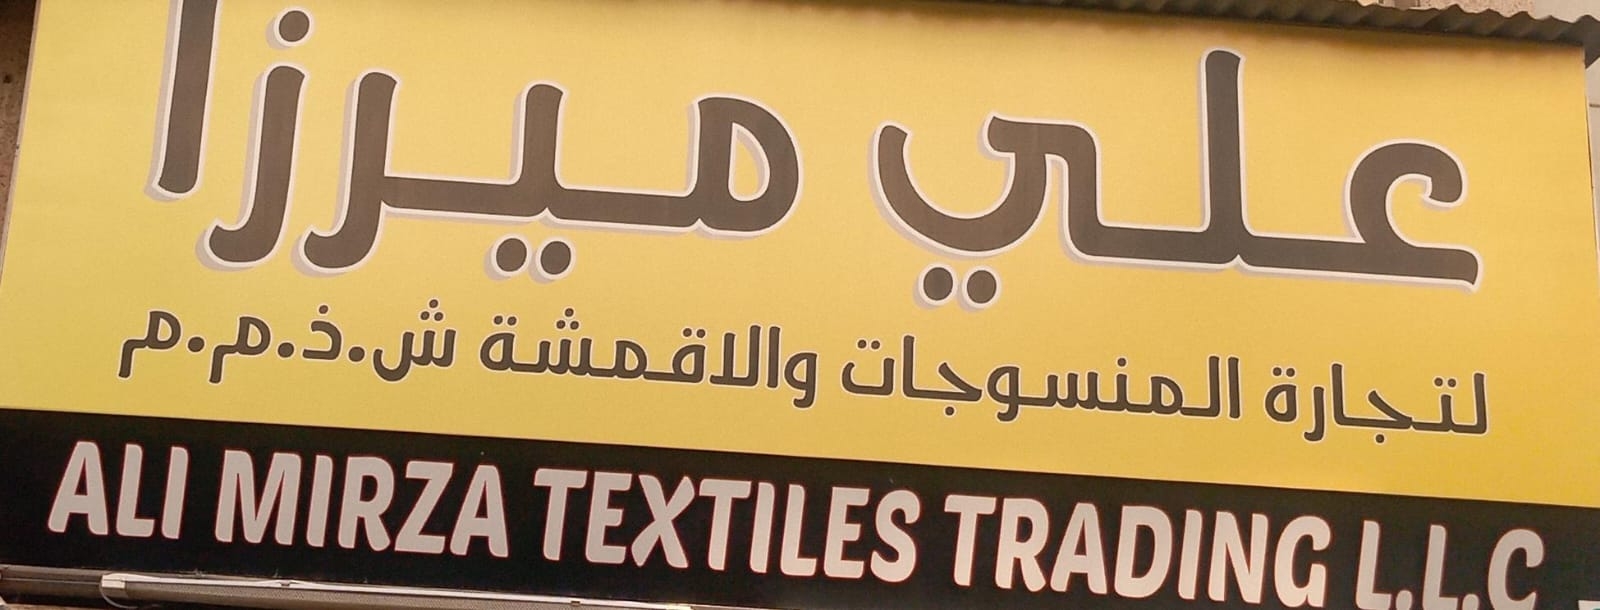 علي ميرزا
لتجارة المنسوجات والاقمشة ش.ذ.م.م
ALI MIRZA TEXTILES TRADING L.L.C